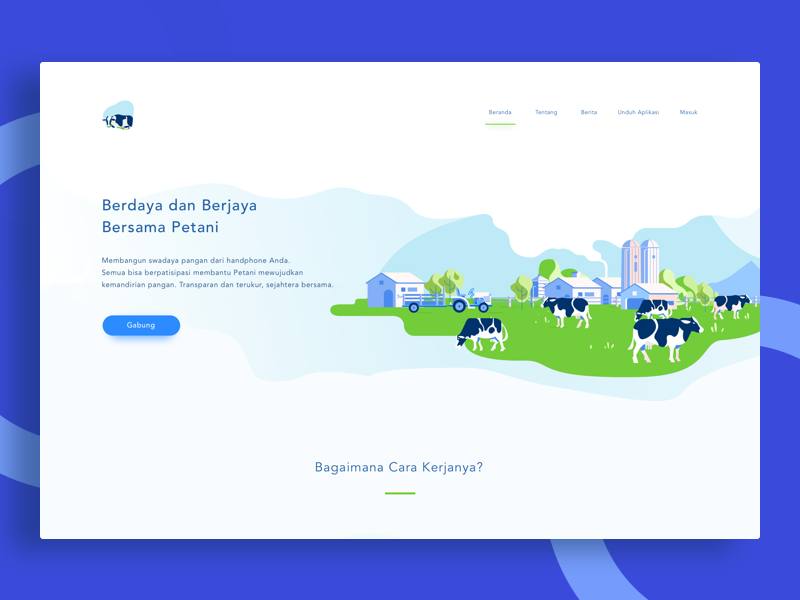 Beranda Tentang Berita Unduh Aplikasi Masuk
Berdaya dan Berjaya
Bersama Petani
Membangun swadaya pangan dari handphone Anda.
Semua bisa berpatisipasi membantu Petani mewujudkan
kemandirian pangan. Transparan dan terukur, sejahtera bersama.
Gabung
Bagaimana Cara Kerjanya?